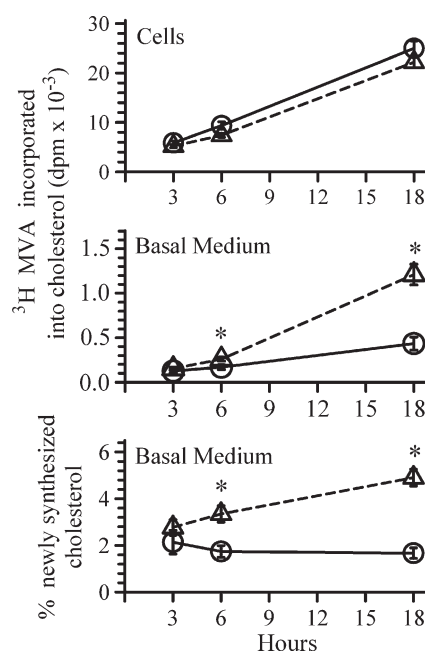 30
Cells
20
10
0
3 6 9 12 15 18
³H MVA incorporated
into cholesterol (dpm x 10⁻³)
1.5
Basal Medium
*
1.0
0.5
*
0.0
3 6 9 12 15 18
6
Basal Medium
*
*
4
2
0
3 6 9 12 15 18
% newly synthesized
cholesterol
Hours